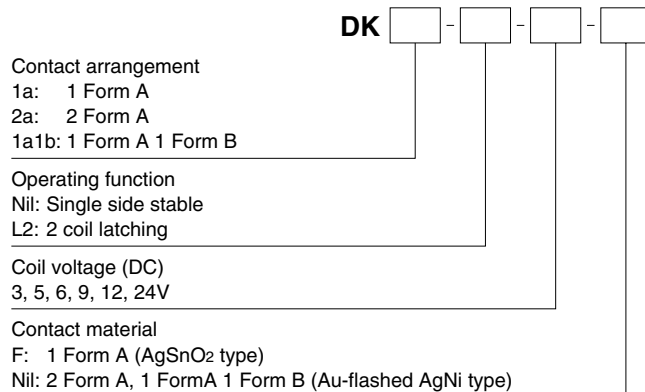 DK - - -
Contact arrangement
1a: 1 Form A
2a: 2 Form A
1a1b: 1 Form A 1 Form B
Operating function
Nil: Single side stable
L2: 2 coil latching
Coil voltage (DC)
3, 5, 6, 9, 12, 24V
Contact material
F: 1 Form A (AgSnO2 type)
Nil: 2 Form A, 1 FormA 1 Form B (Au-flashed AgNi type)